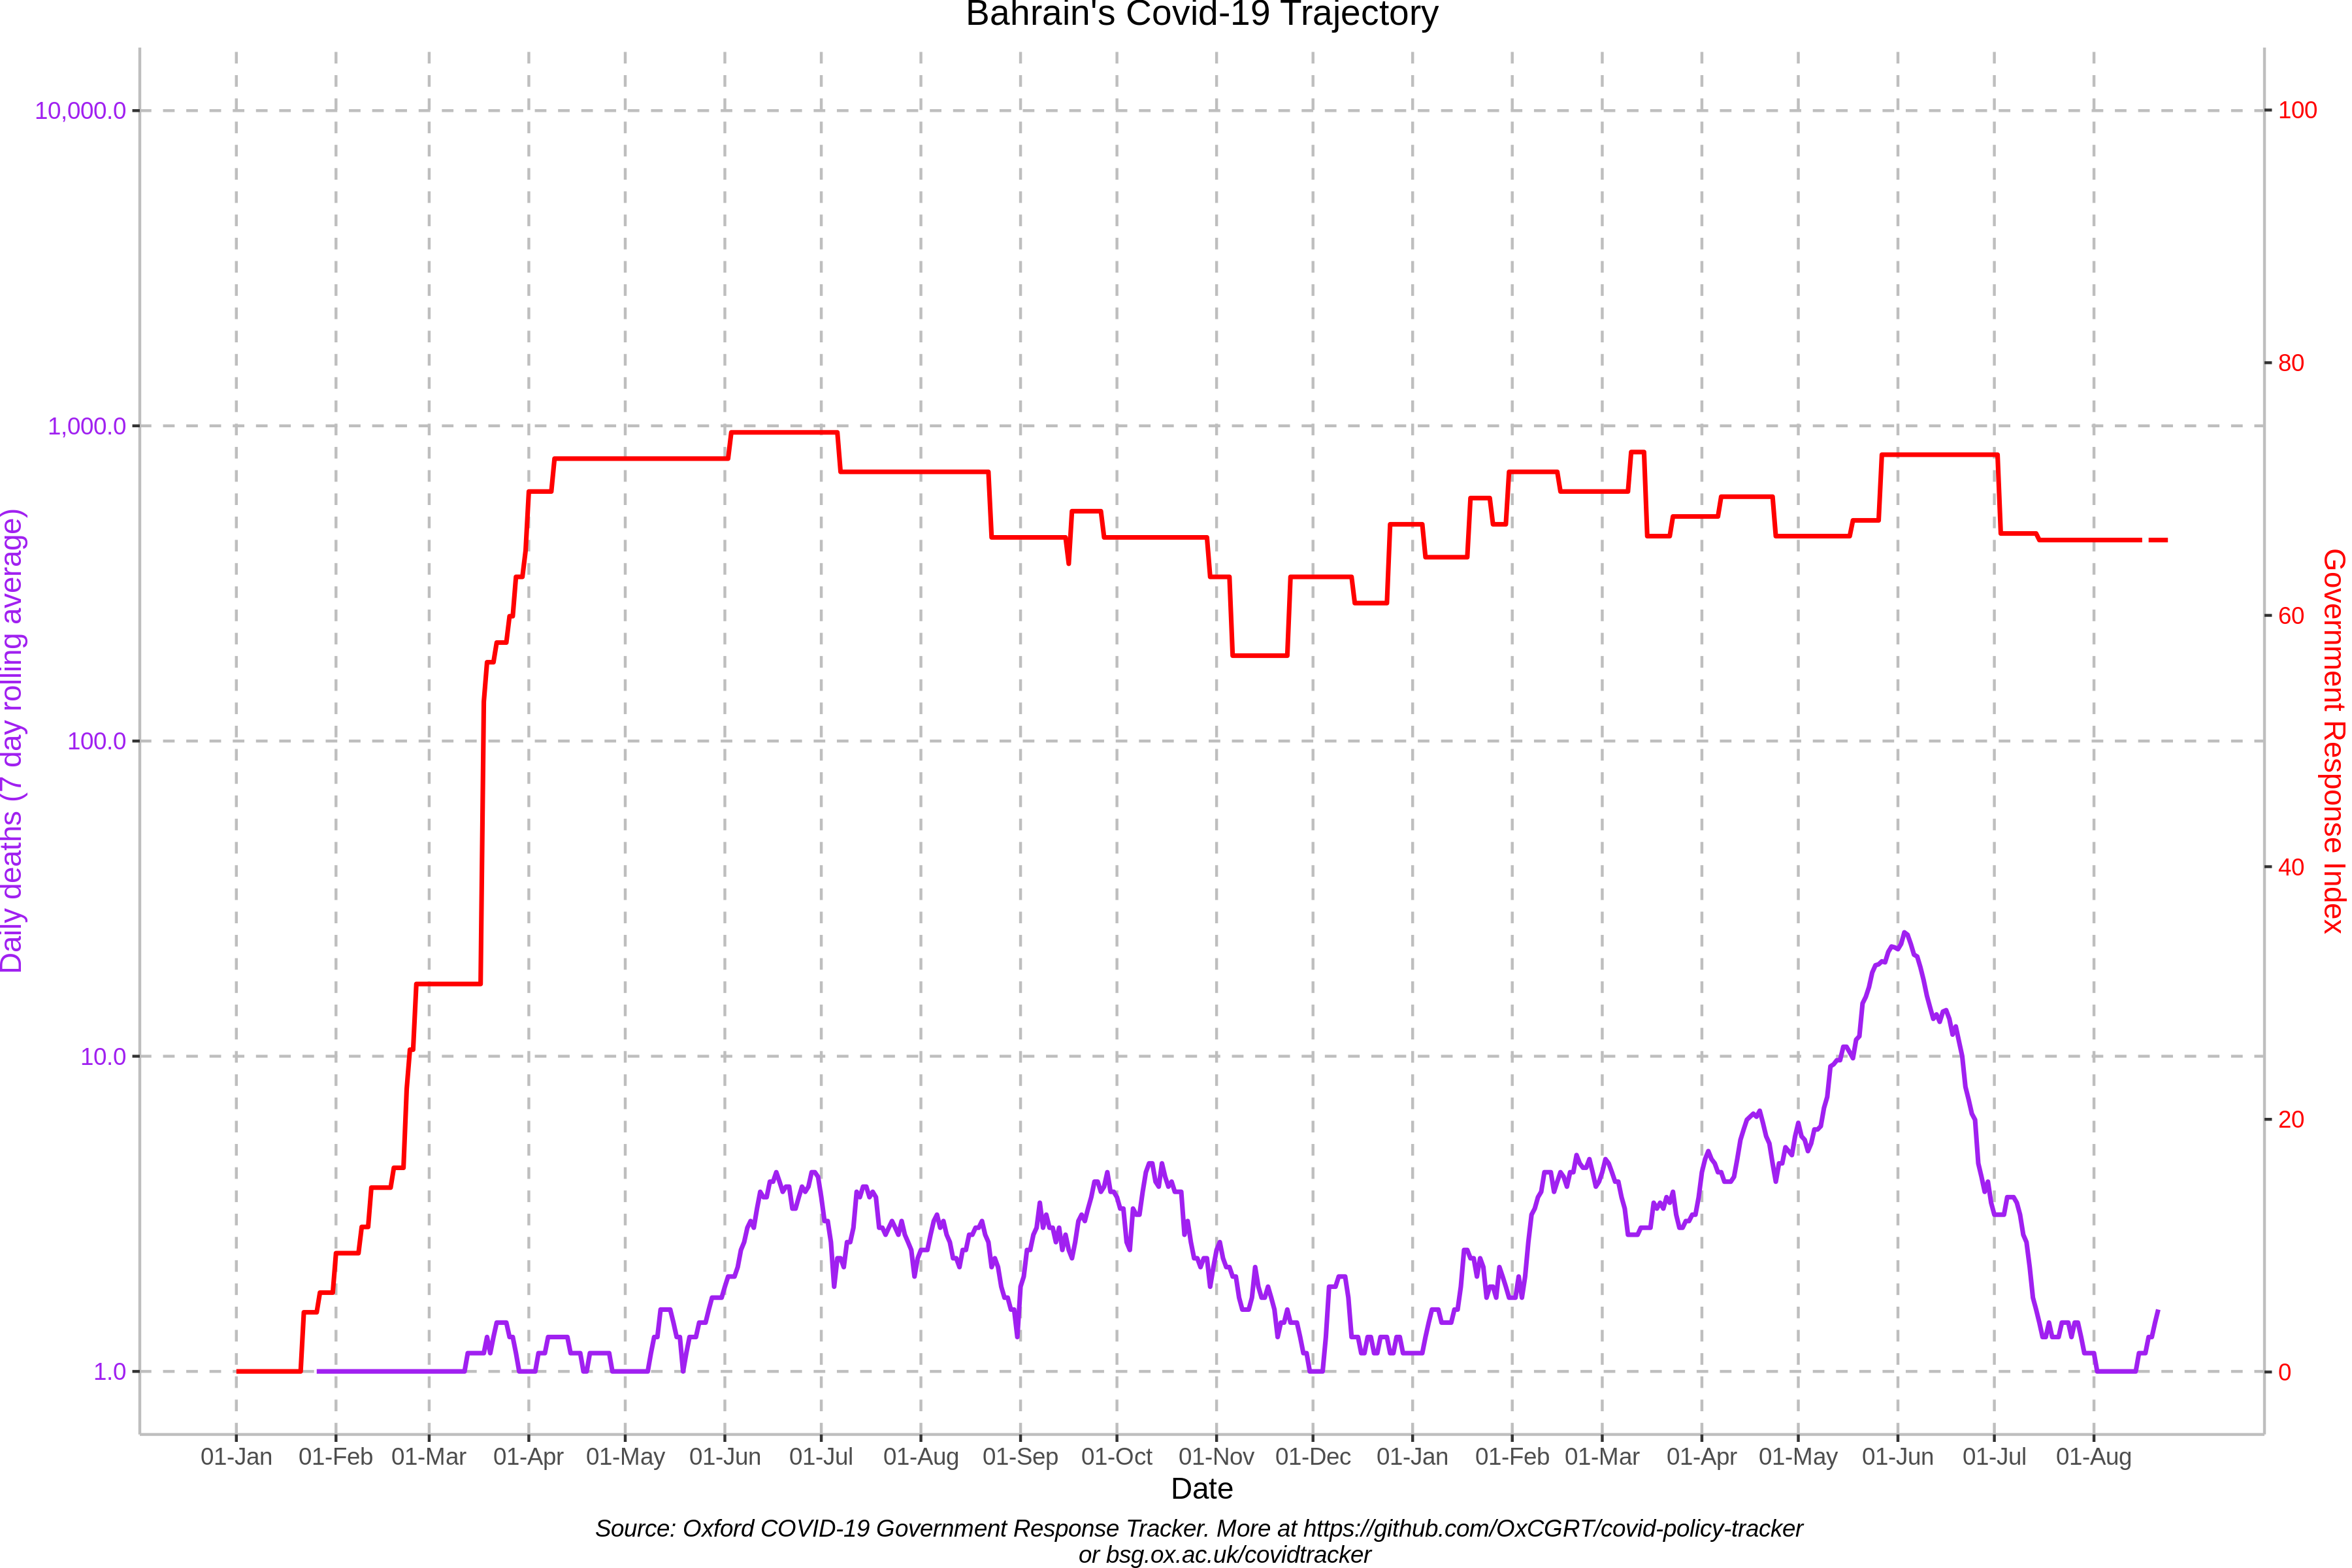 Bahrain's Covid-19 Trajectory
10,000.0
1,000.0
100.0
10.0
1.0
Daily deaths (7 day rolling average)
100
80
60
40
20
0
Government Response Index
01-Jan 01-Feb 01-Mar 01-Apr 01-May 01-Jun 01-Jul 01-Aug 01-Sep 01-Oct 01-Nov 01-Dec 01-Jan 01-Feb 01-Mar 01-Apr 01-May 01-Jun 01-Jul 01-Aug
Date
Source: Oxford COVID-19 Government Response Tracker. More at https://github.com/OxCGRT/covid-policy-tracker
or bsg.ox.ac.uk/covidtracker